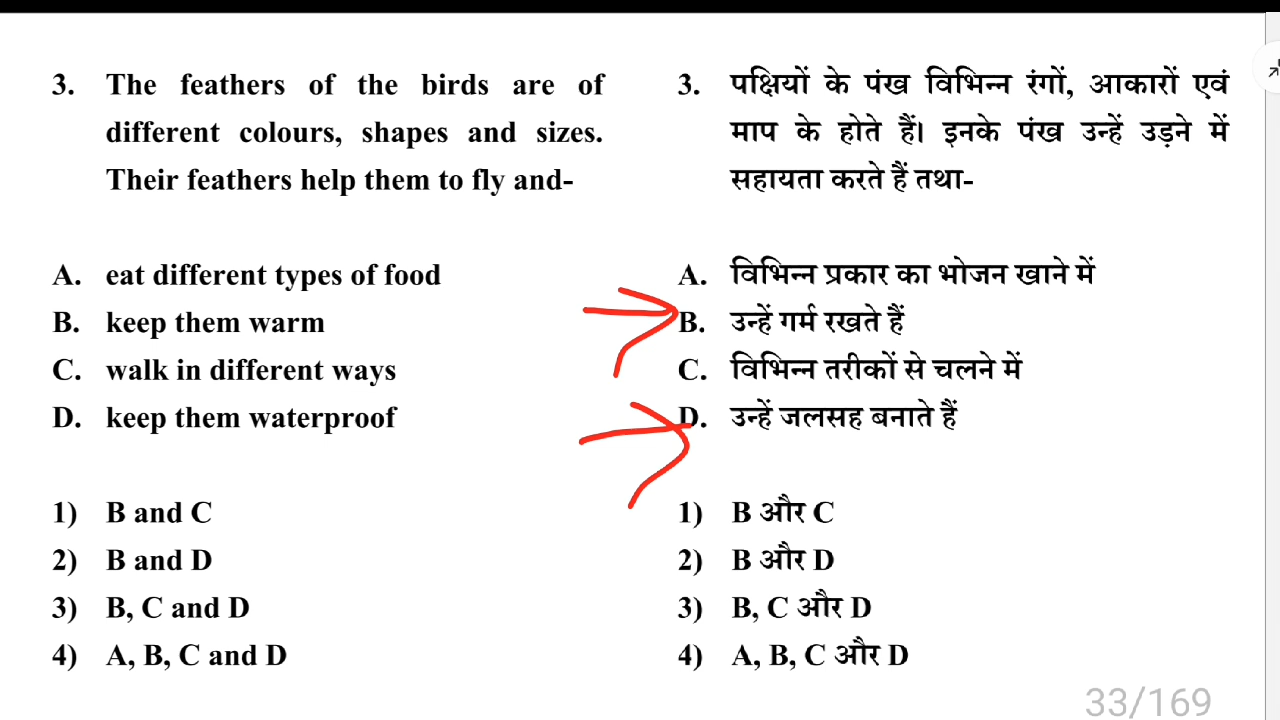 3. The feathers of the birds are of
different colours, shapes and sizes.
Their feathers help them to fly and-
A. eat different types of food
B. keep them warm
C. walk in different ways
D. keep them waterproof
1) B and C
2) B and D
3) B, C and D
4) A, B, C and D
3. पक्षियों के पंख विभिन्न रंगों, आकारों एवं
माप के होते हैं। इनके पंख उन्हें उड़ने में
सहायता करते हैं तथा-
A. विभिन्न प्रकार का भोजन खाने में
B. उन्हें गर्म रखते हैं
C. विभिन्न तरीकों से चलने में
D. उन्हें जलसह बनाते हैं
1) B और C
2) B और D
3) B, C और D
4) A, B, C और D
33/169